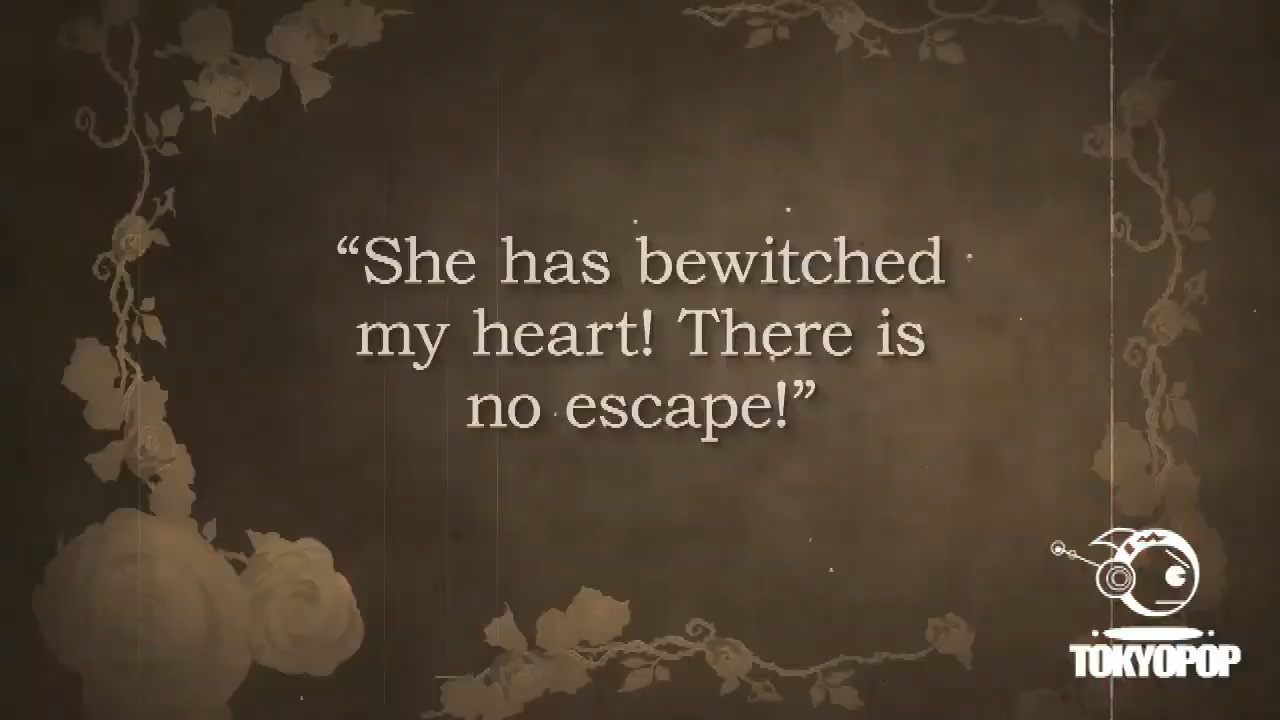 “She has bewitched
my heart! There is
no escape!”
TOKYOPOP